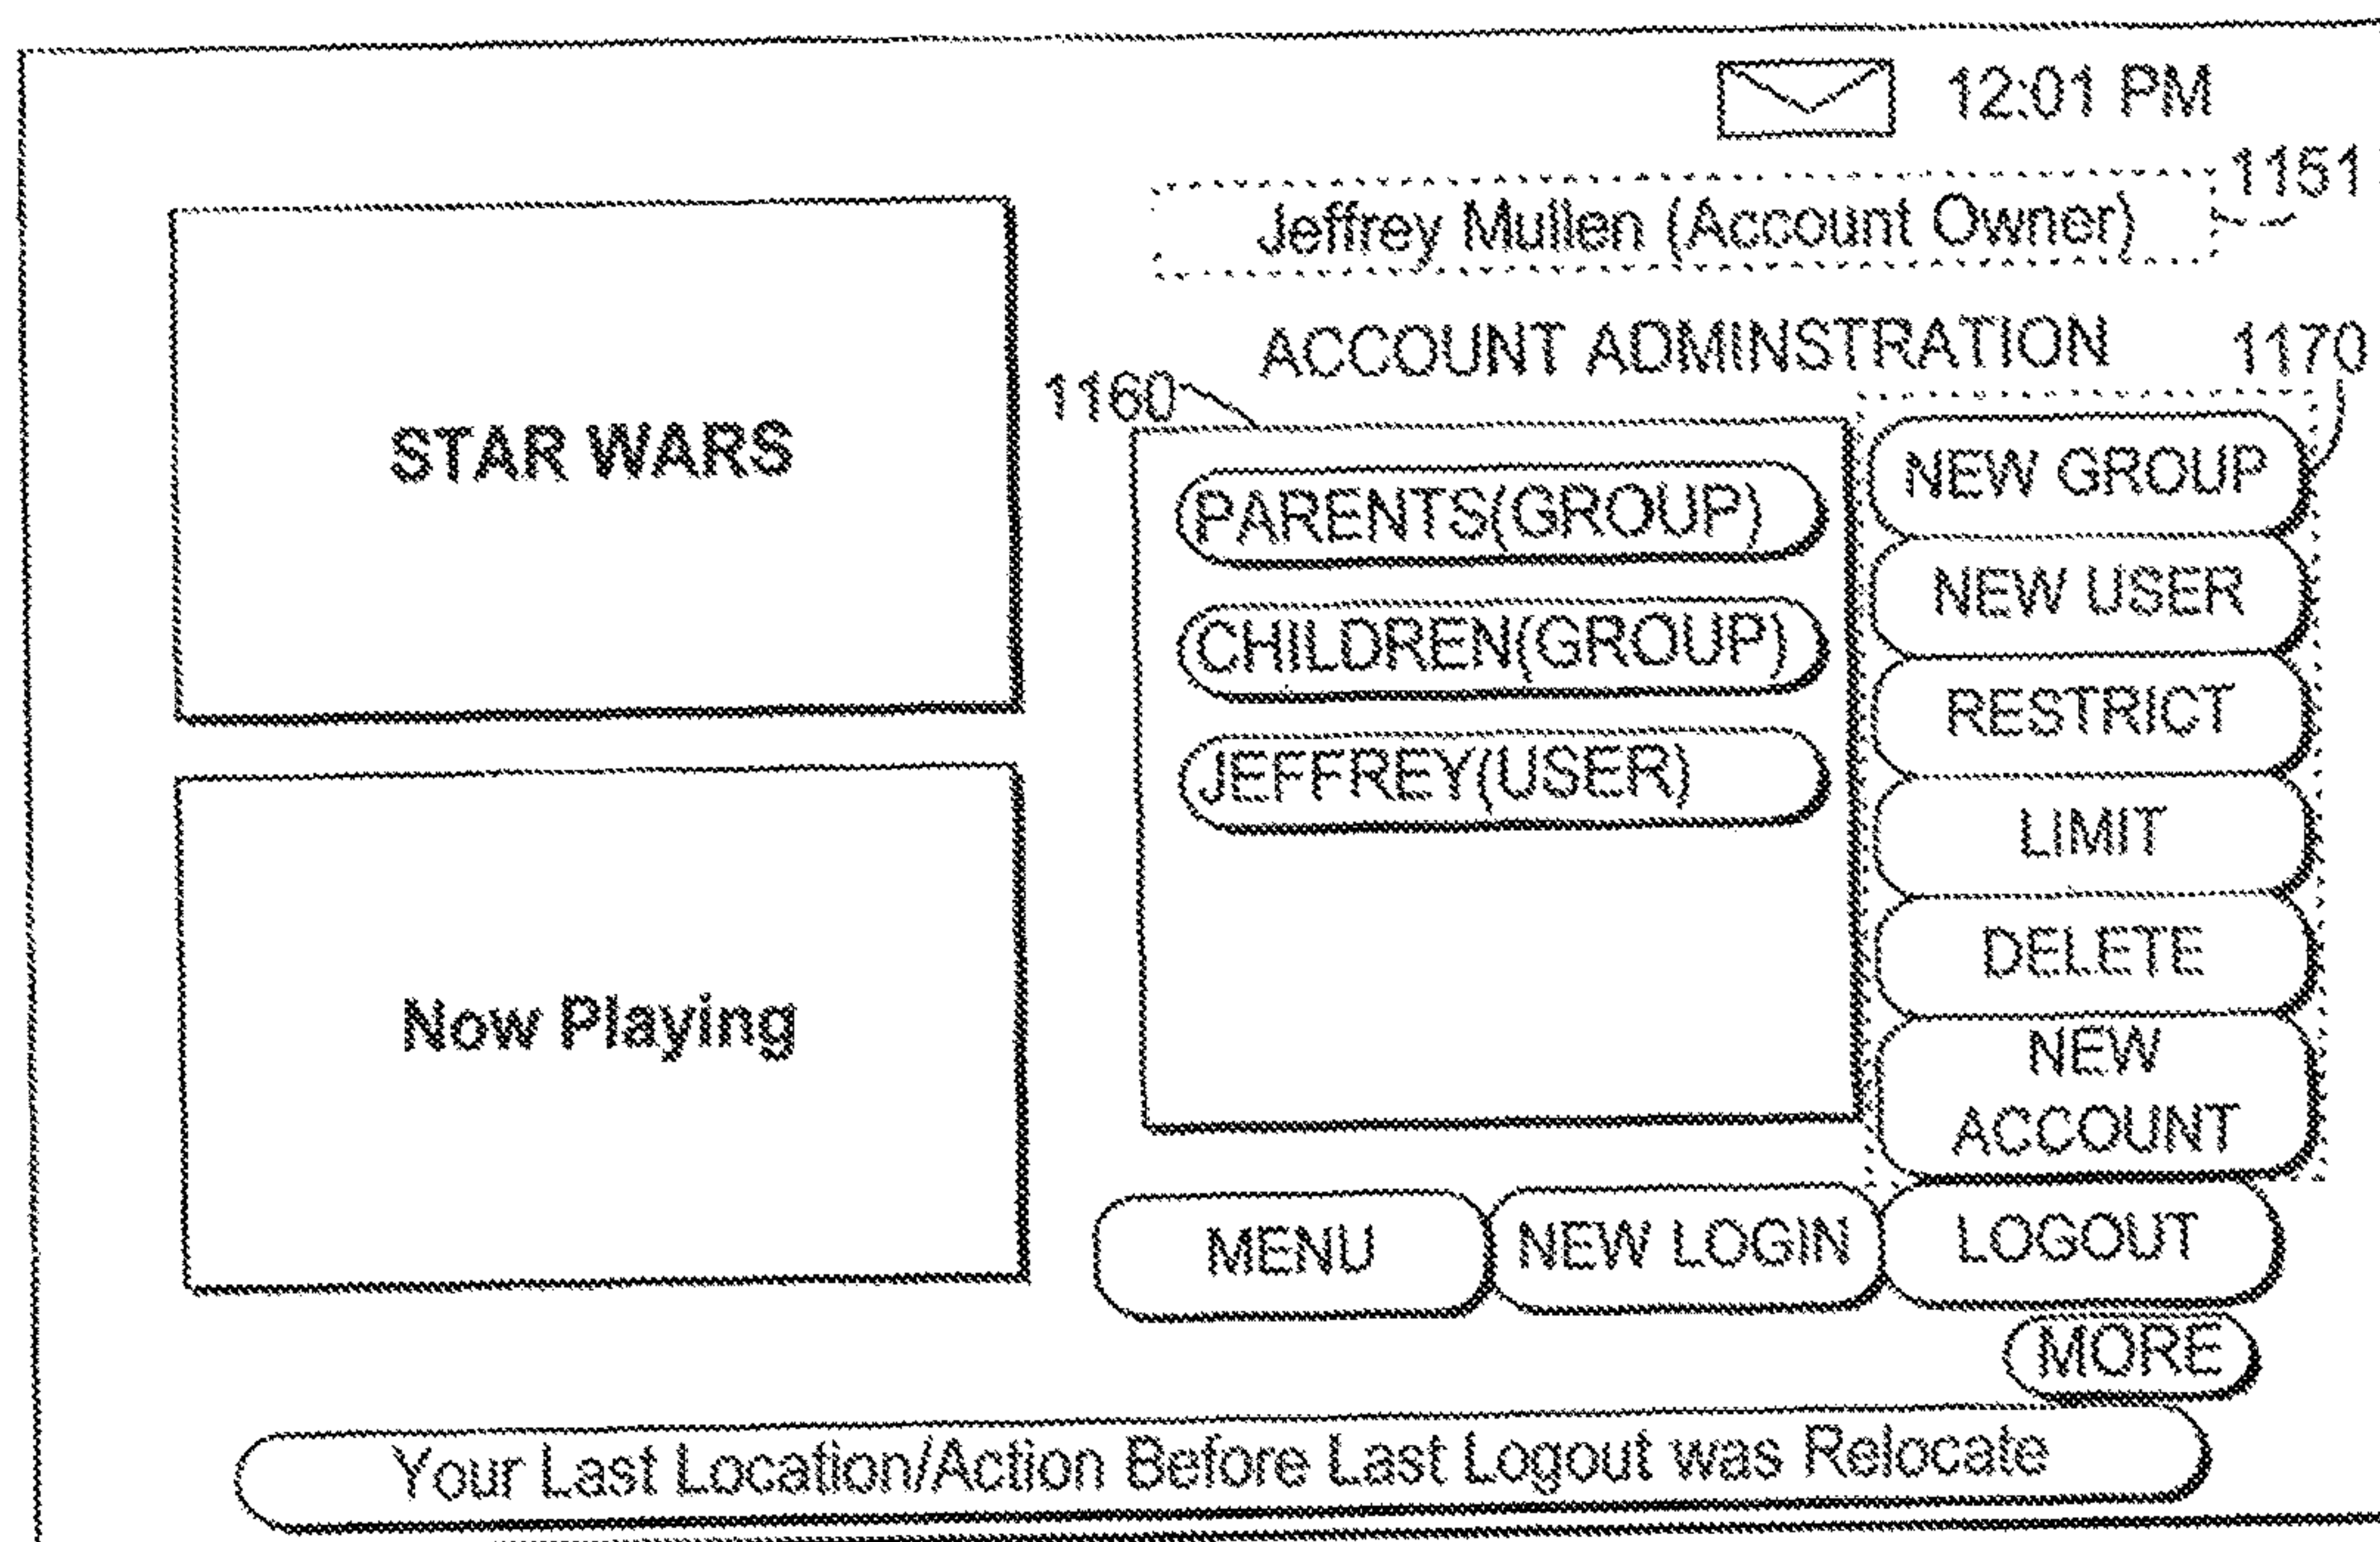 12:01 PM
1151
Jeffrey Mullen (Account Owner)
ACCOUNT ADMINSTRATION
1170
1160
STAR WARS
PARENTS(GROUP)
CHILDREN(GROUP)
JEFFREY(USER)
NEW GROUP
NEW USER
RESTRICT
LIMIT
DELETE
NEW
ACCOUNT
Now Playing
MENU
NEW LOGIN
LOGOUT
MORE
Your Last Location/Action Before Last Logout was Relocate